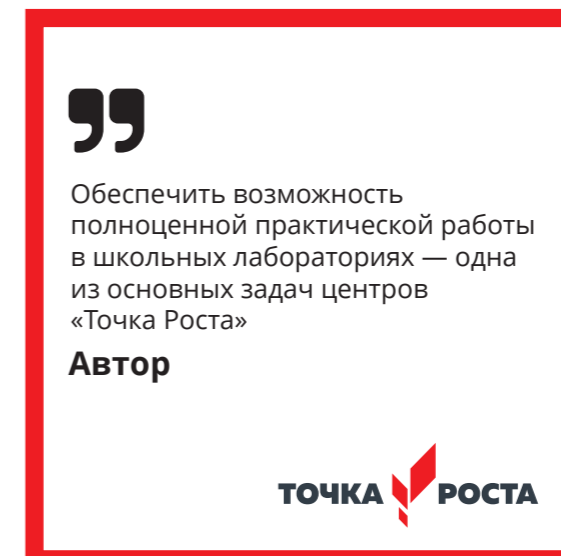 Обеспечить возможность
полноценной практической работы
в школьных лабораториях — одна
из основных задач центров
«Точка Роста»
Автор
ТОЧКА РОСТА